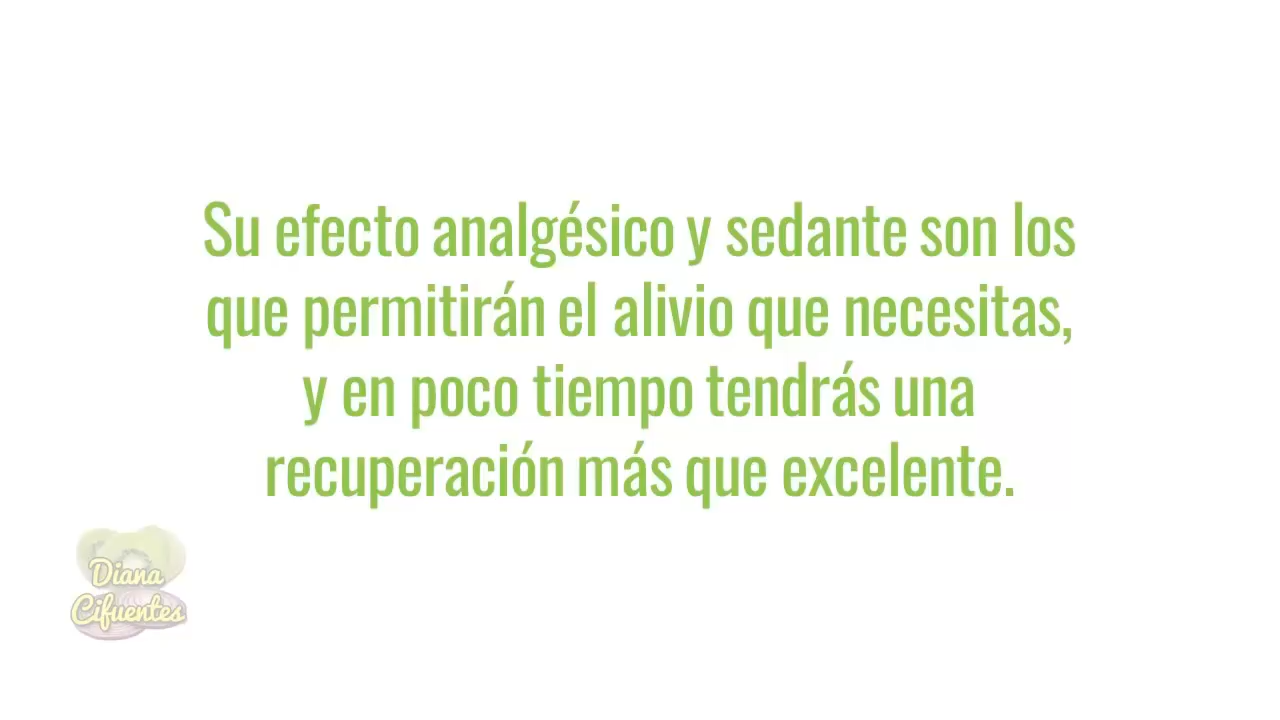 Su efecto analgésico y sedante son los
que permitirán el alivio que necesitas,
y en poco tiempo tendrás una
recuperación más que excelente.
Diana
Cifuentes